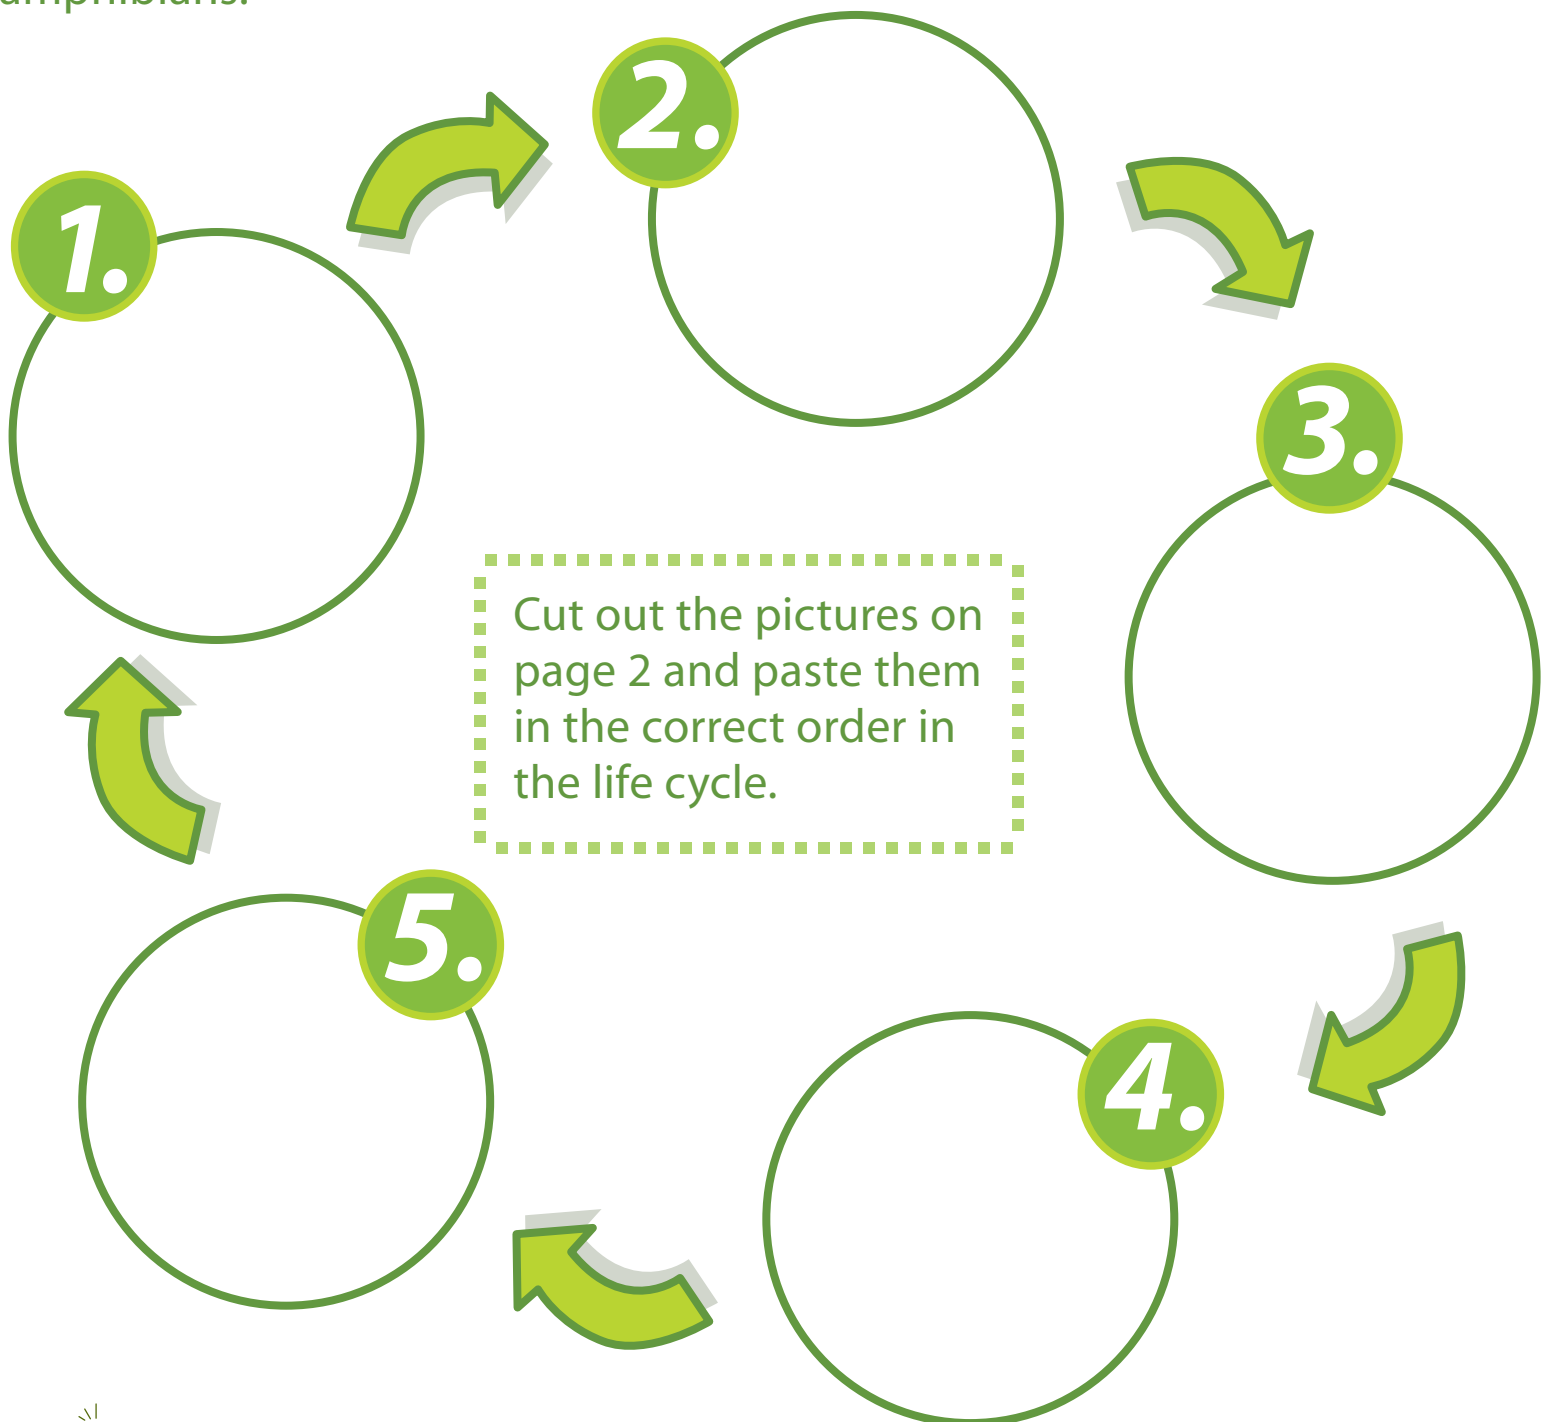 amphibians.
2.
1.
3.
Cut out the pictures on
page 2 and paste them
in the correct order in
the life cycle.
5.
4.